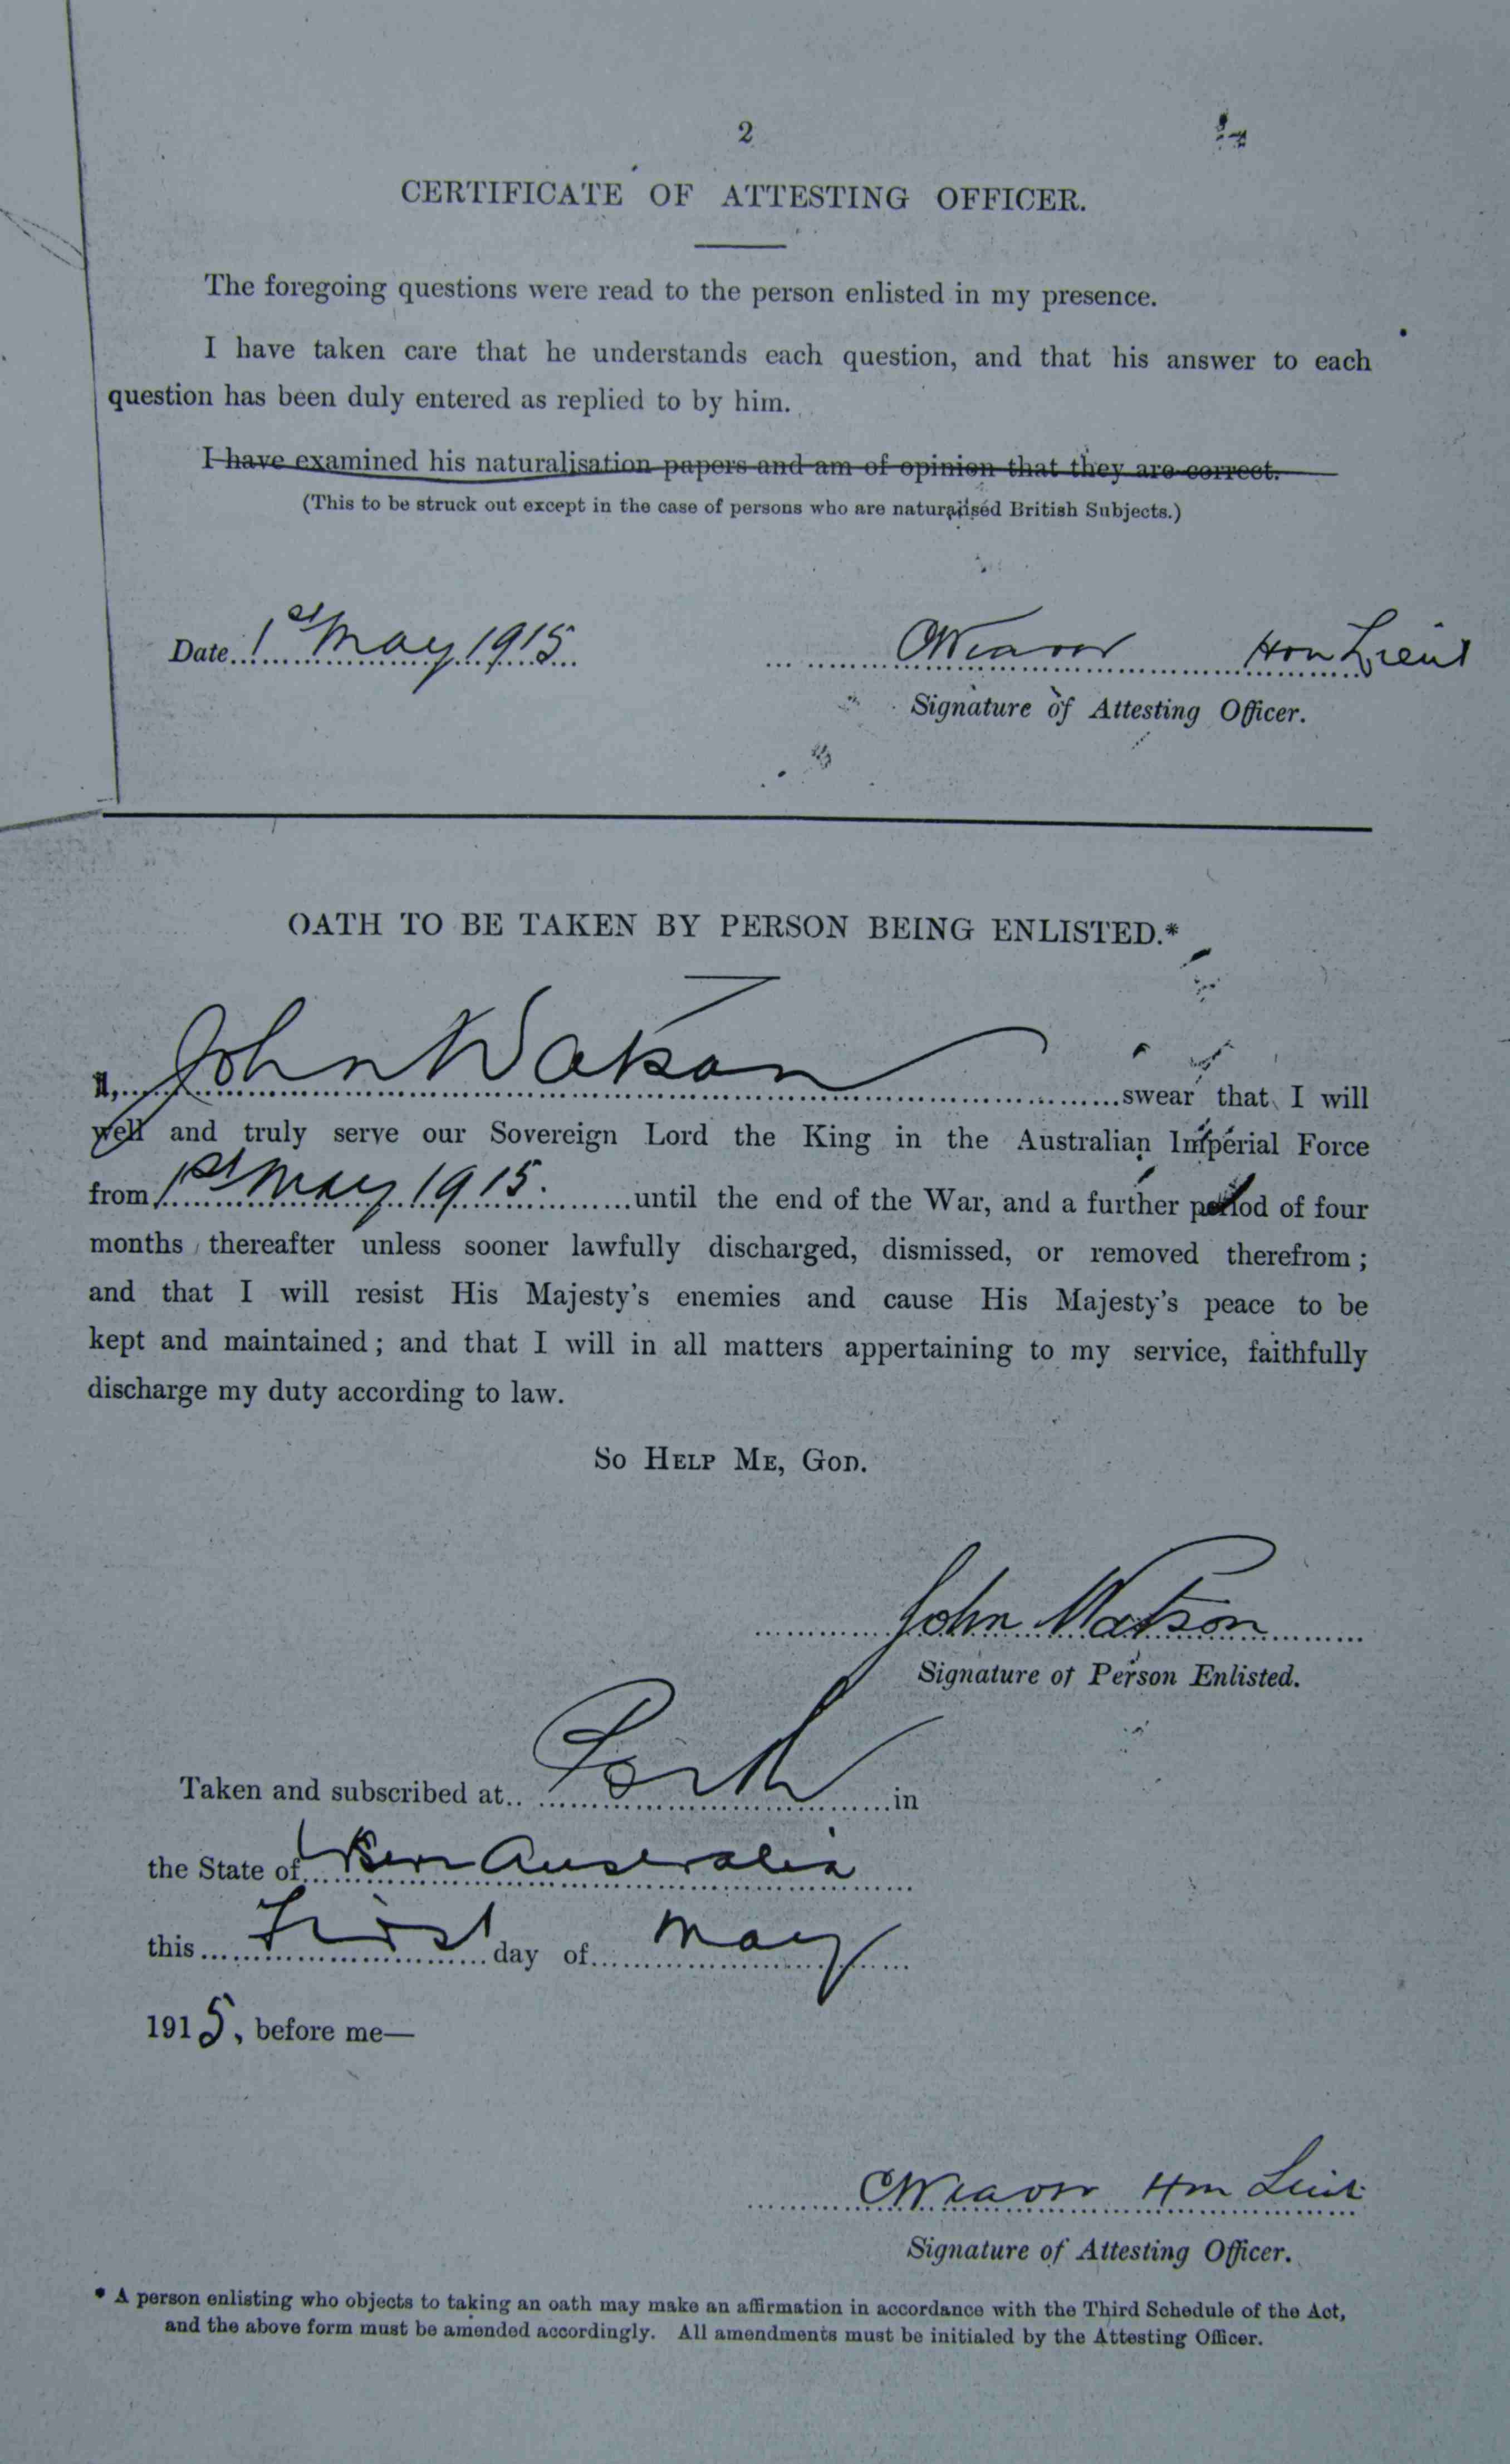 2
CERTIFICATE OF ATTESTING OFFICER.
The foregoing questions were read to the person enlisted in my presence.
I have taken care that he understands each question, and that his answer to each
question has been duly entered as replied to by him.
I have examined his naturalisation papers and am of opinion that they are correct.
(This to be struck out except in the case of persons who are naturalised British Subjects.)
Date 1st May 1915 CWeaver Hon Lieut
Signature of Attesting Officer.
OATH TO BE TAKEN BY PERSON BEING ENLISTED.*
I, John Watson swear that I will
well and truly serve our Sovereign Lord the King in the Australian Imperial Force
from 1st May 1915. until the end of the War, and a further period of four
months thereafter unless sooner lawfully discharged, dismissed, or removed therefrom;
and that I will resist His Majesty's enemies and cause His Majesty's peace to be
kept and maintained; and that I will in all matters appertaining to my service, faithfully
discharge my duty according to law.
So Help Me, God.
John Watson
Signature of Person Enlisted.
Taken and subscribed at Perth in
the State of Australia
this First day of May
1915, before me—
CWeaver Hon Lieut
Signature of Attesting Officer.
* A person enlisting who objects to taking an oath may make an affirmation in accordance with the Third Schedule of the Act,
and the above form must be amended accordingly. All amendments must be initialed by the Attesting Officer.